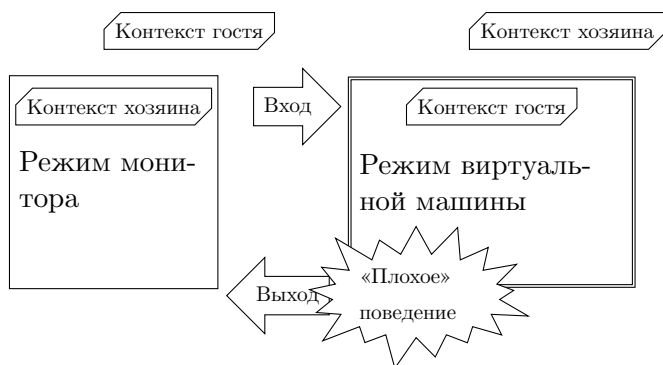 Контекст гостя
Контекст хозяина
Контекст хозяина
Режим мони-
тора
Вход
Контекст гостя
Режим виртуаль-
ной машины
Выход
«Плохое»
поведение